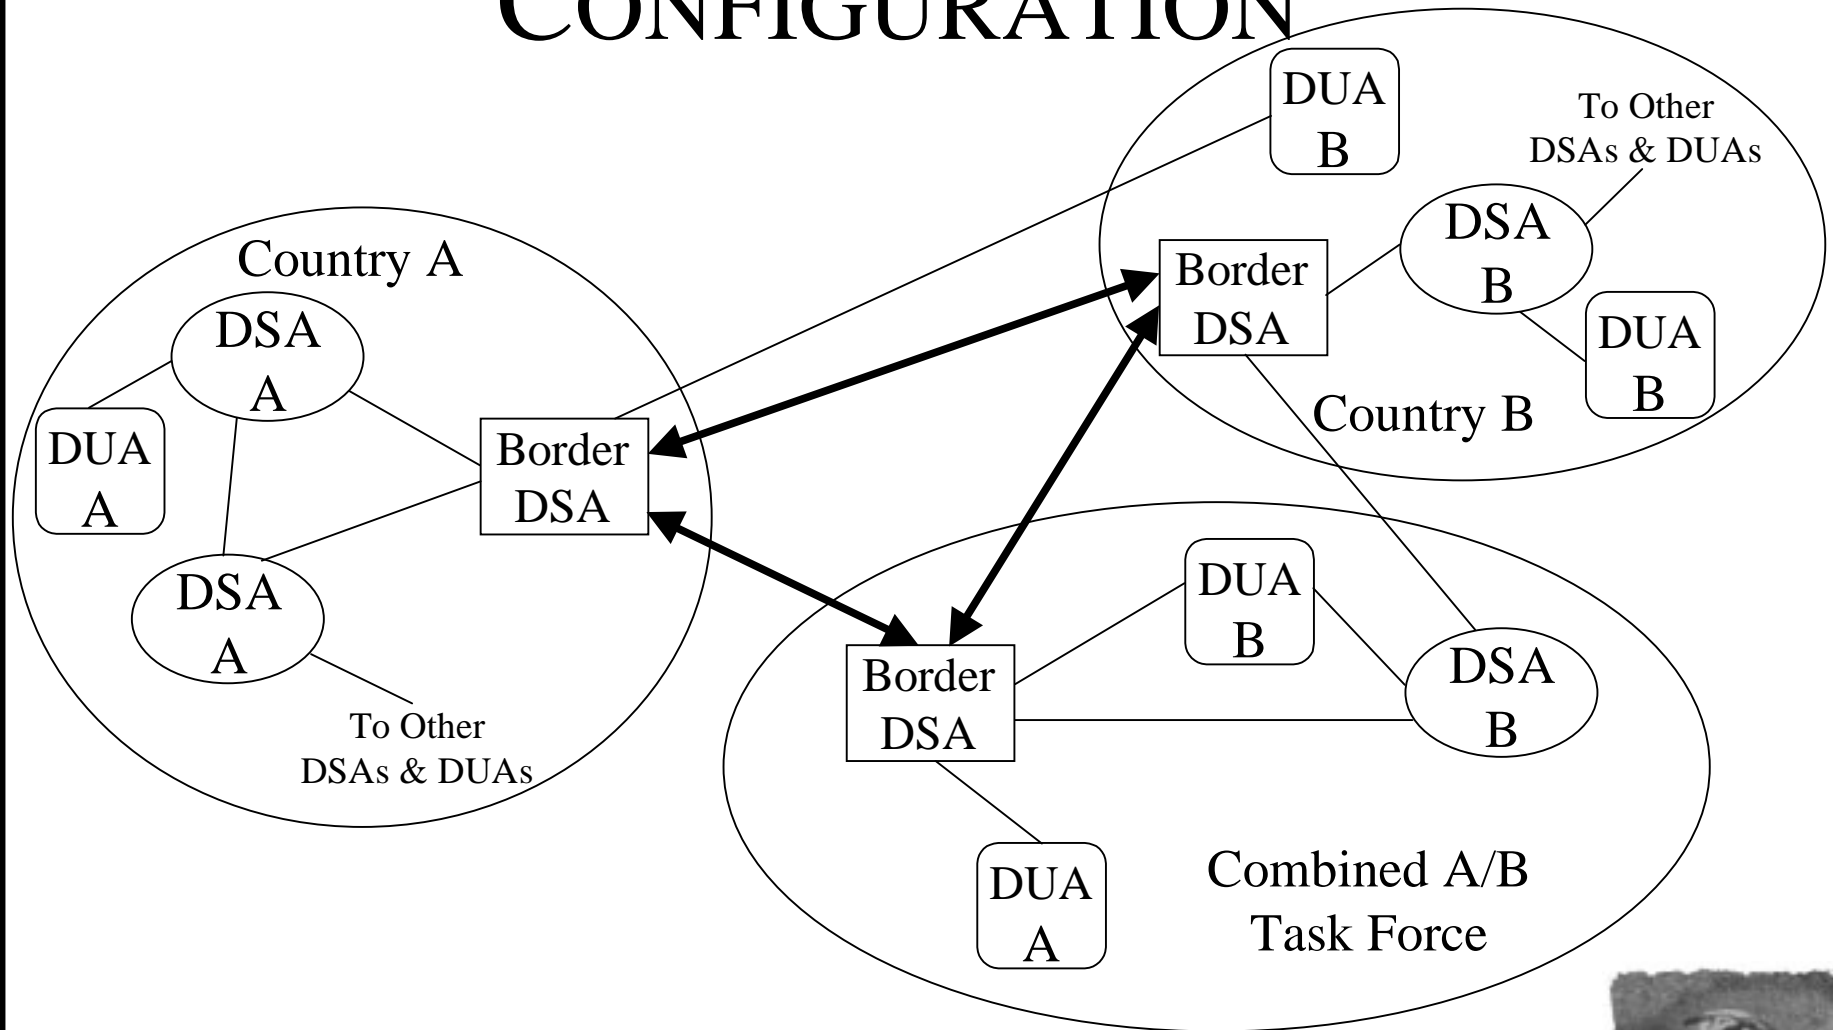 CONFIGURATION
DUA
B
To Other
DSAs & DUAs
DSA
B
Border
DSA
DUA
B
Country B
Country A
DSA
A
DUA
A
Border
DSA
DSA
A
To Other
DSAs & DUAs
DUA
B
Border
DSA
DSA
B
DUA
A
Combined A/B
Task Force